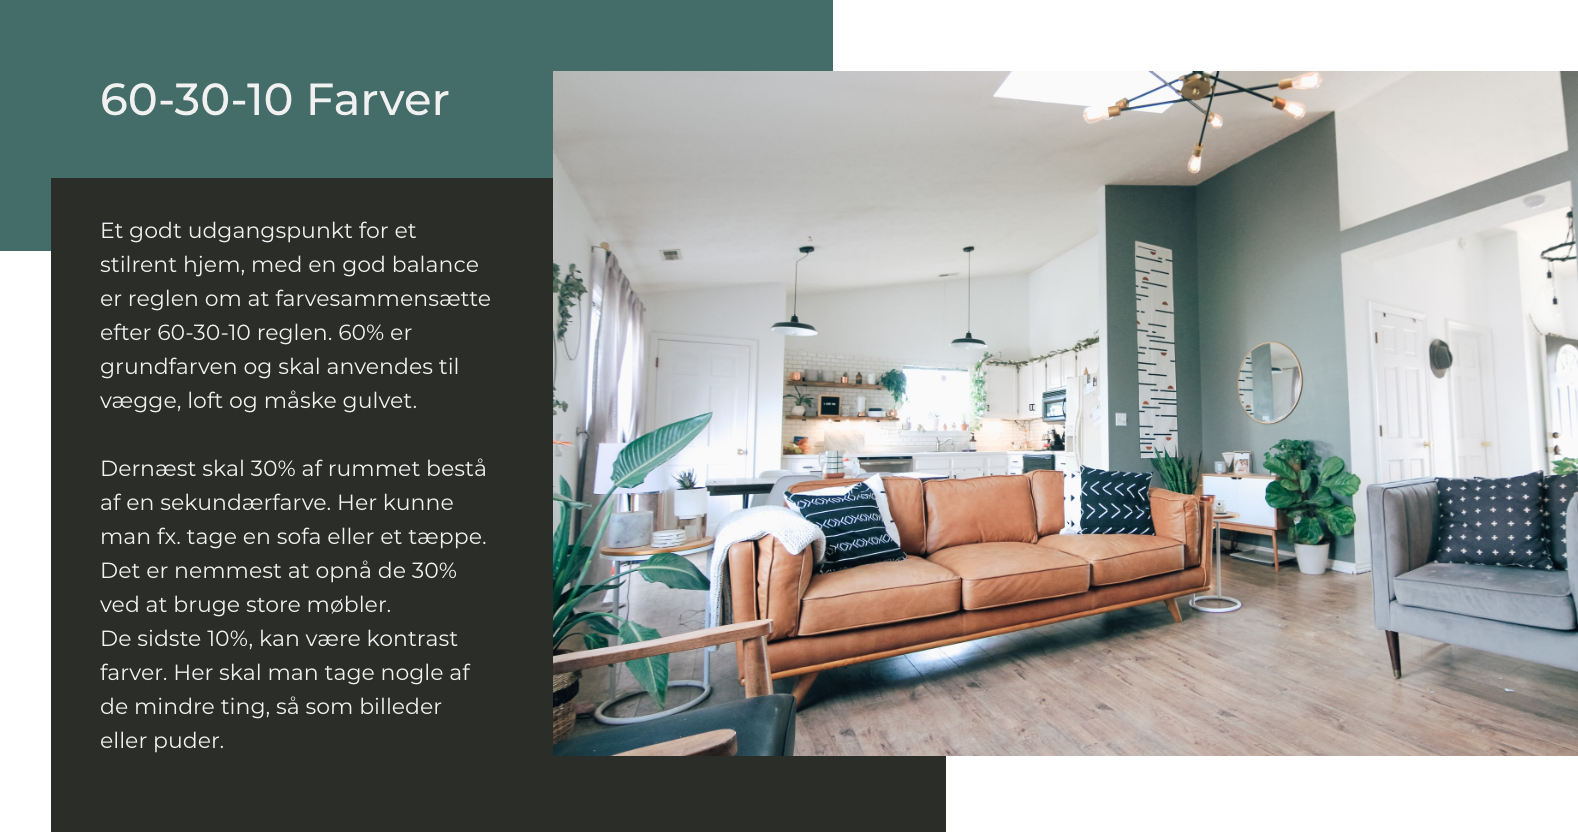 60-30-10 Farver
Et godt udgangspunkt for et
stilrent hjem, med en god balance
er reglen om at farvesammensætte
efter 60-30-10 reglen. 60% er
grundfarven og skal anvendes til
vægge, loft og måske gulvet.
Dernæst skal 30% af rummet bestå
af en sekundærfarve. Her kunne
man fx. tage en sofa eller et tæppe.
Det er nemmest at opnå de 30%
ved at bruge store møbler.
De sidste 10%, kan være kontrast
farver. Her skal man tage nogle af
de mindre ting, så som billeder
eller puder.